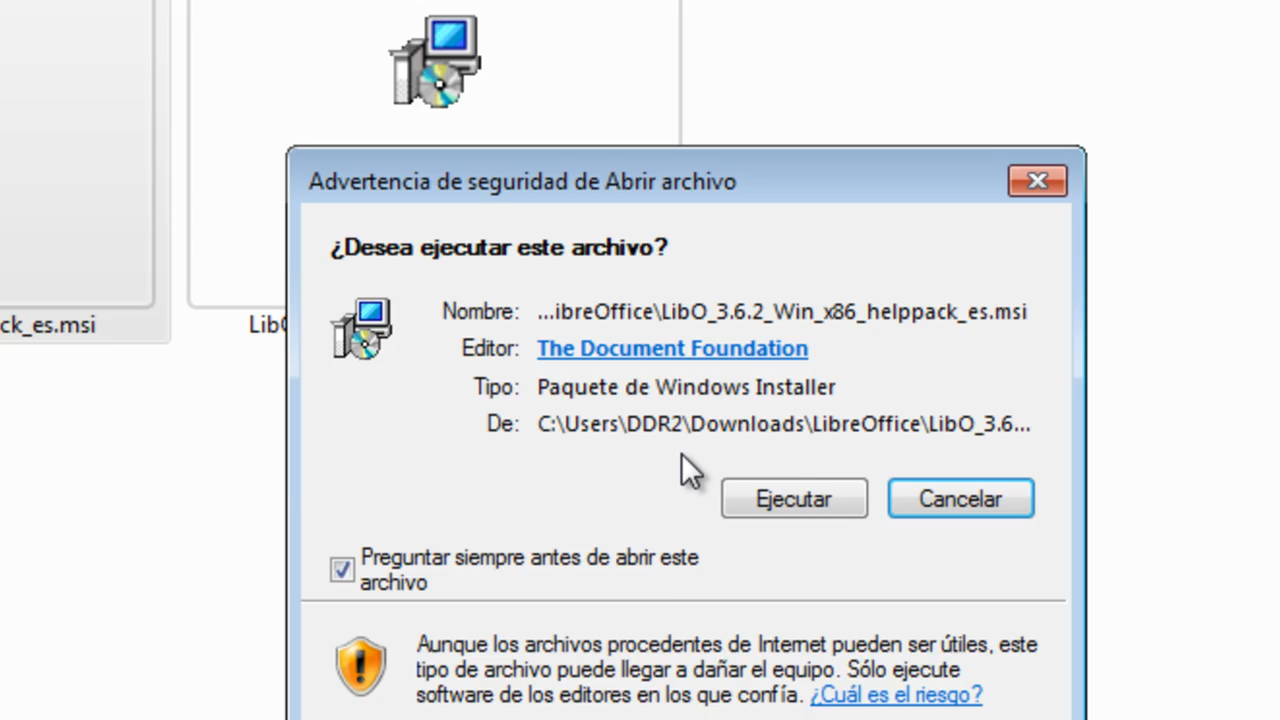 ck_es.msi
LibO
Advertencia de seguridad de Abrir archivo
¿Desea ejecutar este archivo?
Nombre: ...ibreOffice\LibO_3.6.2_Win_x86_helppack_es.msi
Editor: The Document Foundation
Tipo: Paquete de Windows Installer
De: C:\Users\DDR2\Downloads\LibreOffice\LibO_3.6...
Ejecutar Cancelar
Preguntar siempre antes de abrir este
archivo
Aunque los archivos procedentes de Internet pueden ser útiles, este
tipo de archivo puede llegar a dañar el equipo. Sólo ejecute
software de los editores en los que confía. ¿Cuál es el riesgo?